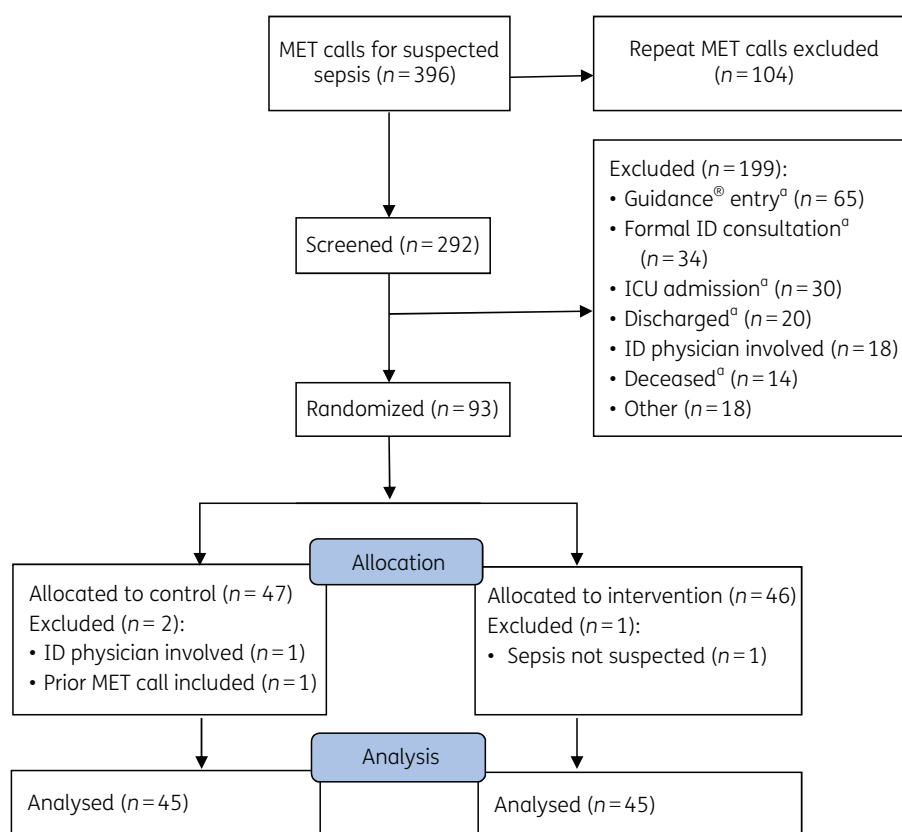 MET calls for suspected
sepsis (n = 396)
Repeat MET calls excluded
(n = 104)
Excluded (n = 199):
• Guidance® entryᵃ (n = 65)
• Formal ID consultationᵃ
(n = 34)
• ICU admissionᵃ (n = 30)
• Dischargedᵃ (n = 20)
• ID physician involved (n = 18)
• Deceasedᵃ (n = 14)
• Other (n = 18)
Screened (n = 292)
Randomized (n = 93)
Allocation
Allocated to control (n = 47)
Excluded (n = 2):
• ID physician involved (n = 1)
• Prior MET call included (n = 1)
Allocated to intervention (n = 46)
Excluded (n = 1):
• Sepsis not suspected (n = 1)
Analysis
Analysed (n = 45)
Analysed (n = 45)